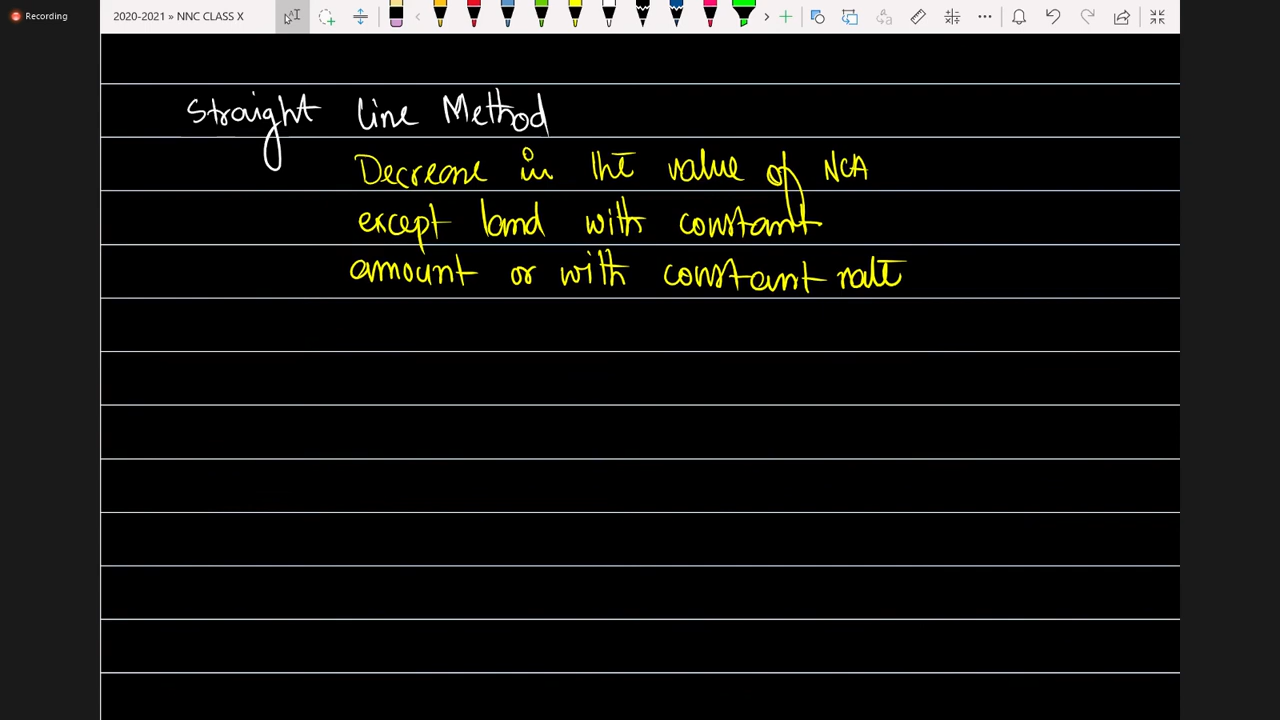 Recording
2020-2021 » NNC CLASS X
Straight Line Method
Decrease in the value of NCA
except land with constant
amount or with constant rate